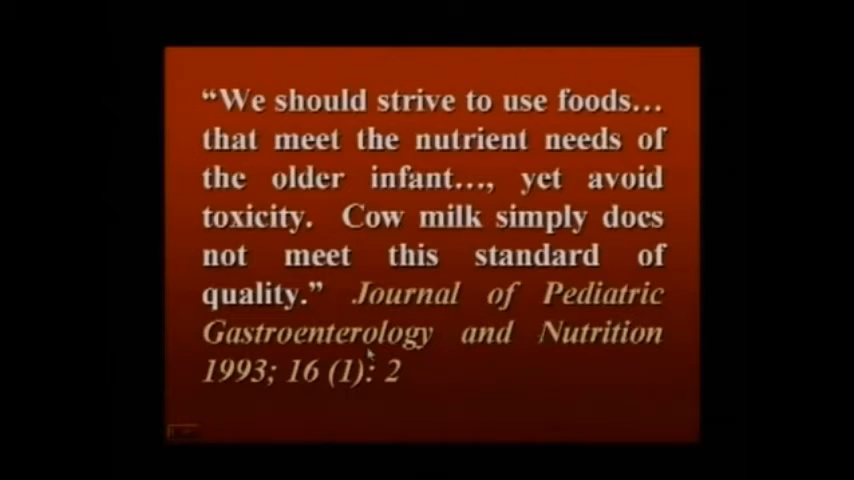 “We should strive to use foods...
that meet the nutrient needs of
the older infant..., yet avoid
toxicity. Cow milk simply does
not meet this standard of
quality.” Journal of Pediatric
Gastroenterology and Nutrition
1993; 16 (1): 2